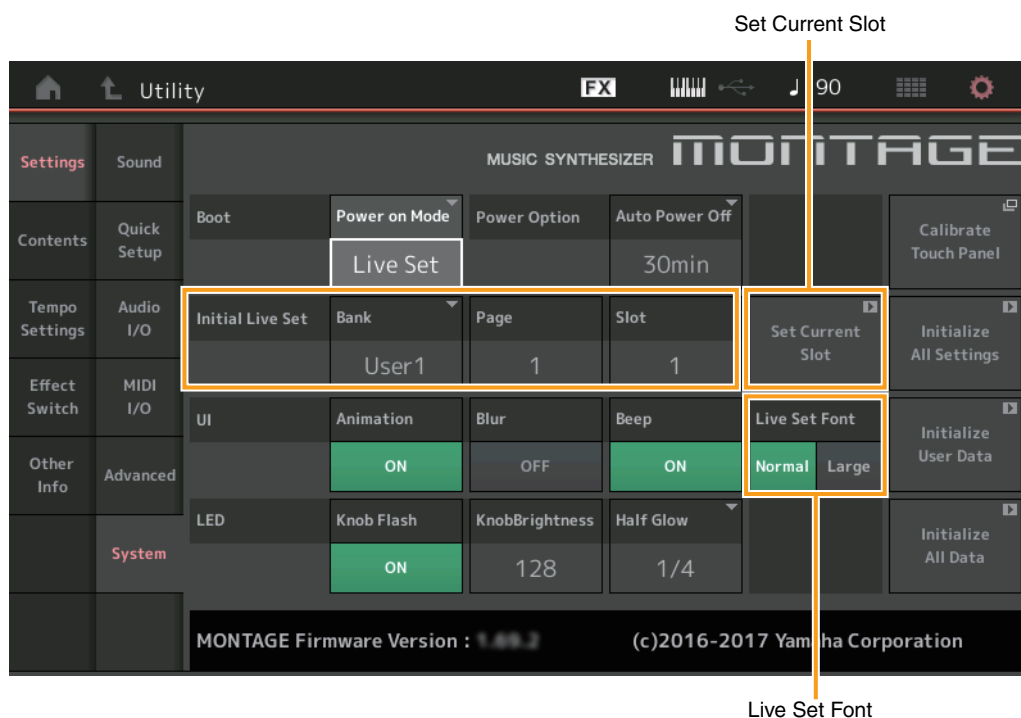 Set Current Slot
Utility
FX
90
Settings
Sound
MUSIC SYNTHESIZER MONTAGE
Contents
Quick
Setup
Boot
Power on Mode
Live Set
Power Option
Auto Power Off
30min
Calibrate
Touch Panel
Tempo
Settings
Audio
I/O
Initial Live Set
Bank
User1
Page
1
Slot
1
Set Current
Slot
Initialize
All Settings
Effect
Switch
MIDI
I/O
UI
Animation
ON
Blur
OFF
Beep
ON
Live Set Font
Normal Large
Initialize
User Data
Other
Info
Advanced
LED
Knob Flash
ON
KnobBrightness
128
Half Glow
1/4
Initialize
All Data
System
MONTAGE Firmware Version : (c)2016-2017 Yamaha Corporation
Live Set Font